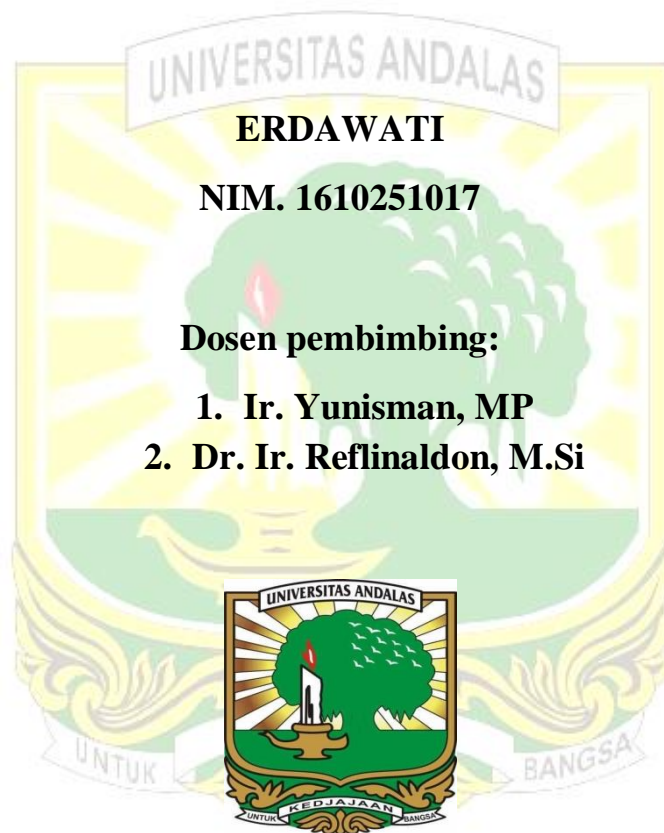 UNIVERSITAS ANDALAS
ERDAWATI
NIM. 1610251017
Dosen pembimbing:
1. Ir. Yunisman, MP
2. Dr. Ir. Reflinaldon, M.Si
UNIVERSITAS ANDALAS
UNTUK
BANGSA
UNTUK KEDJAJAAN BANGSA